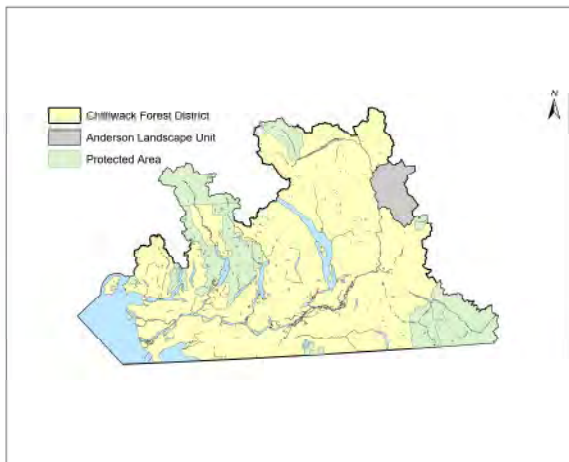 N
Chilliwack Forest District
Anderson Landscape Unit
Protected Area